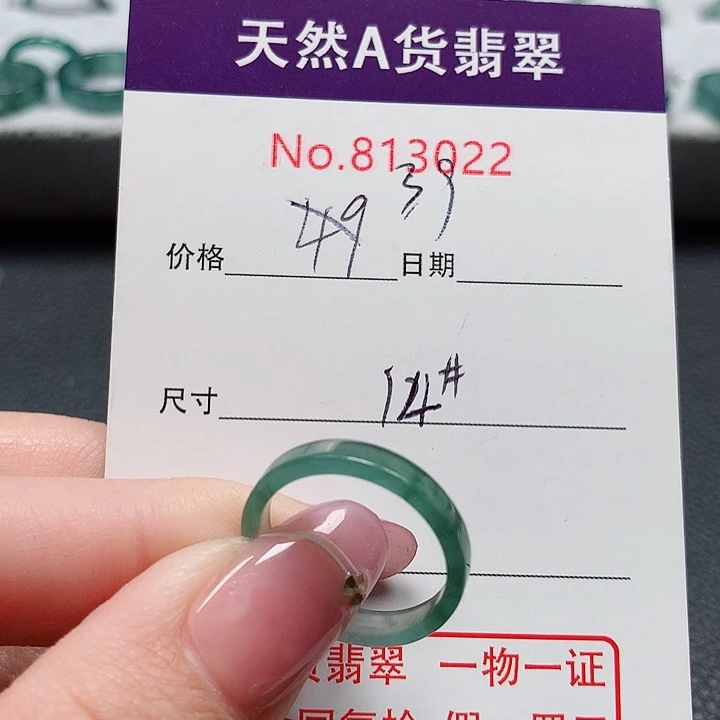 天然A货翡翠
No.813022
39
价格 49 日期
尺寸 14#
翡翠 一物一证